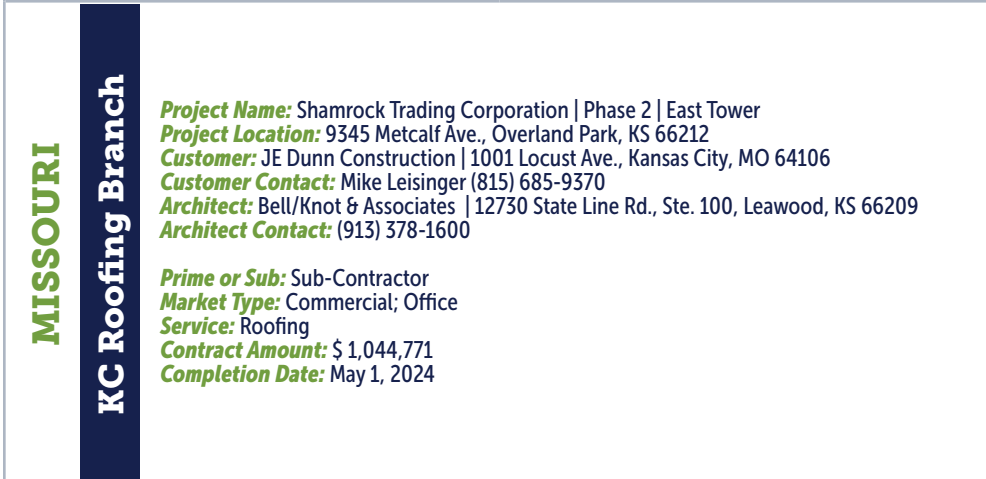 MISSOURI
KC Roofing Branch
Project Name: Shamrock Trading Corporation | Phase 2 | East Tower
Project Location: 9345 Metcalf Ave., Overland Park, KS 66212
Customer: JE Dunn Construction | 1001 Locust Ave., Kansas City, MO 64106
Customer Contact: Mike Leisinger (815) 685-9370
Architect: Bell/Knot & Associates | 12730 State Line Rd., Ste. 100, Leawood, KS 66209
Architect Contact: (913) 378-1600
Prime or Sub: Sub-Contractor
Market Type: Commercial; Office
Service: Roofing
Contract Amount: $ 1,044,771
Completion Date: May 1, 2024